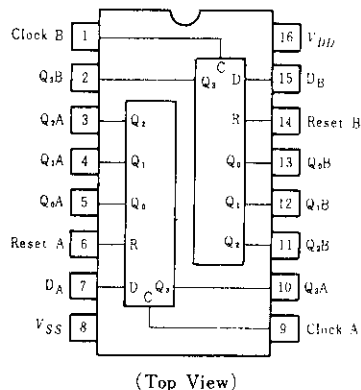 Clock B 1 C 16 V_DD
Q₃B 2 Q₃ D 15 D_B
Q₂A 3 Q₂ R 14 Reset B
Q₁A 4 Q₁ Q₀ 13 Q₀B
Q₀A 5 Q₀ Q₁ 12 Q₁B
Reset A 6 R Q₂ 11 Q₂B
D_A 7 D Q₃ 10 Q₃A
V_SS 8 C 9 Clock A
(Top View)